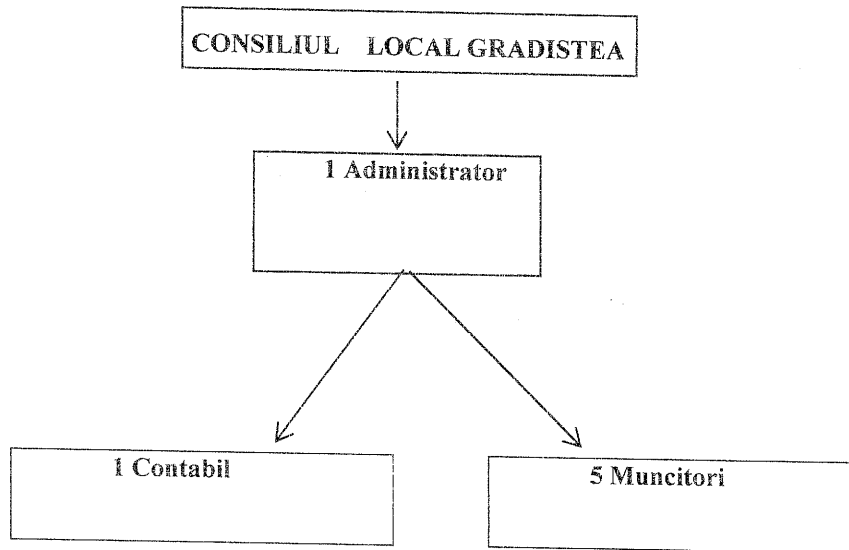 CONSILIUL LOCAL GRADISTEA
1 Administrator
1 Contabil
5 Muncitori